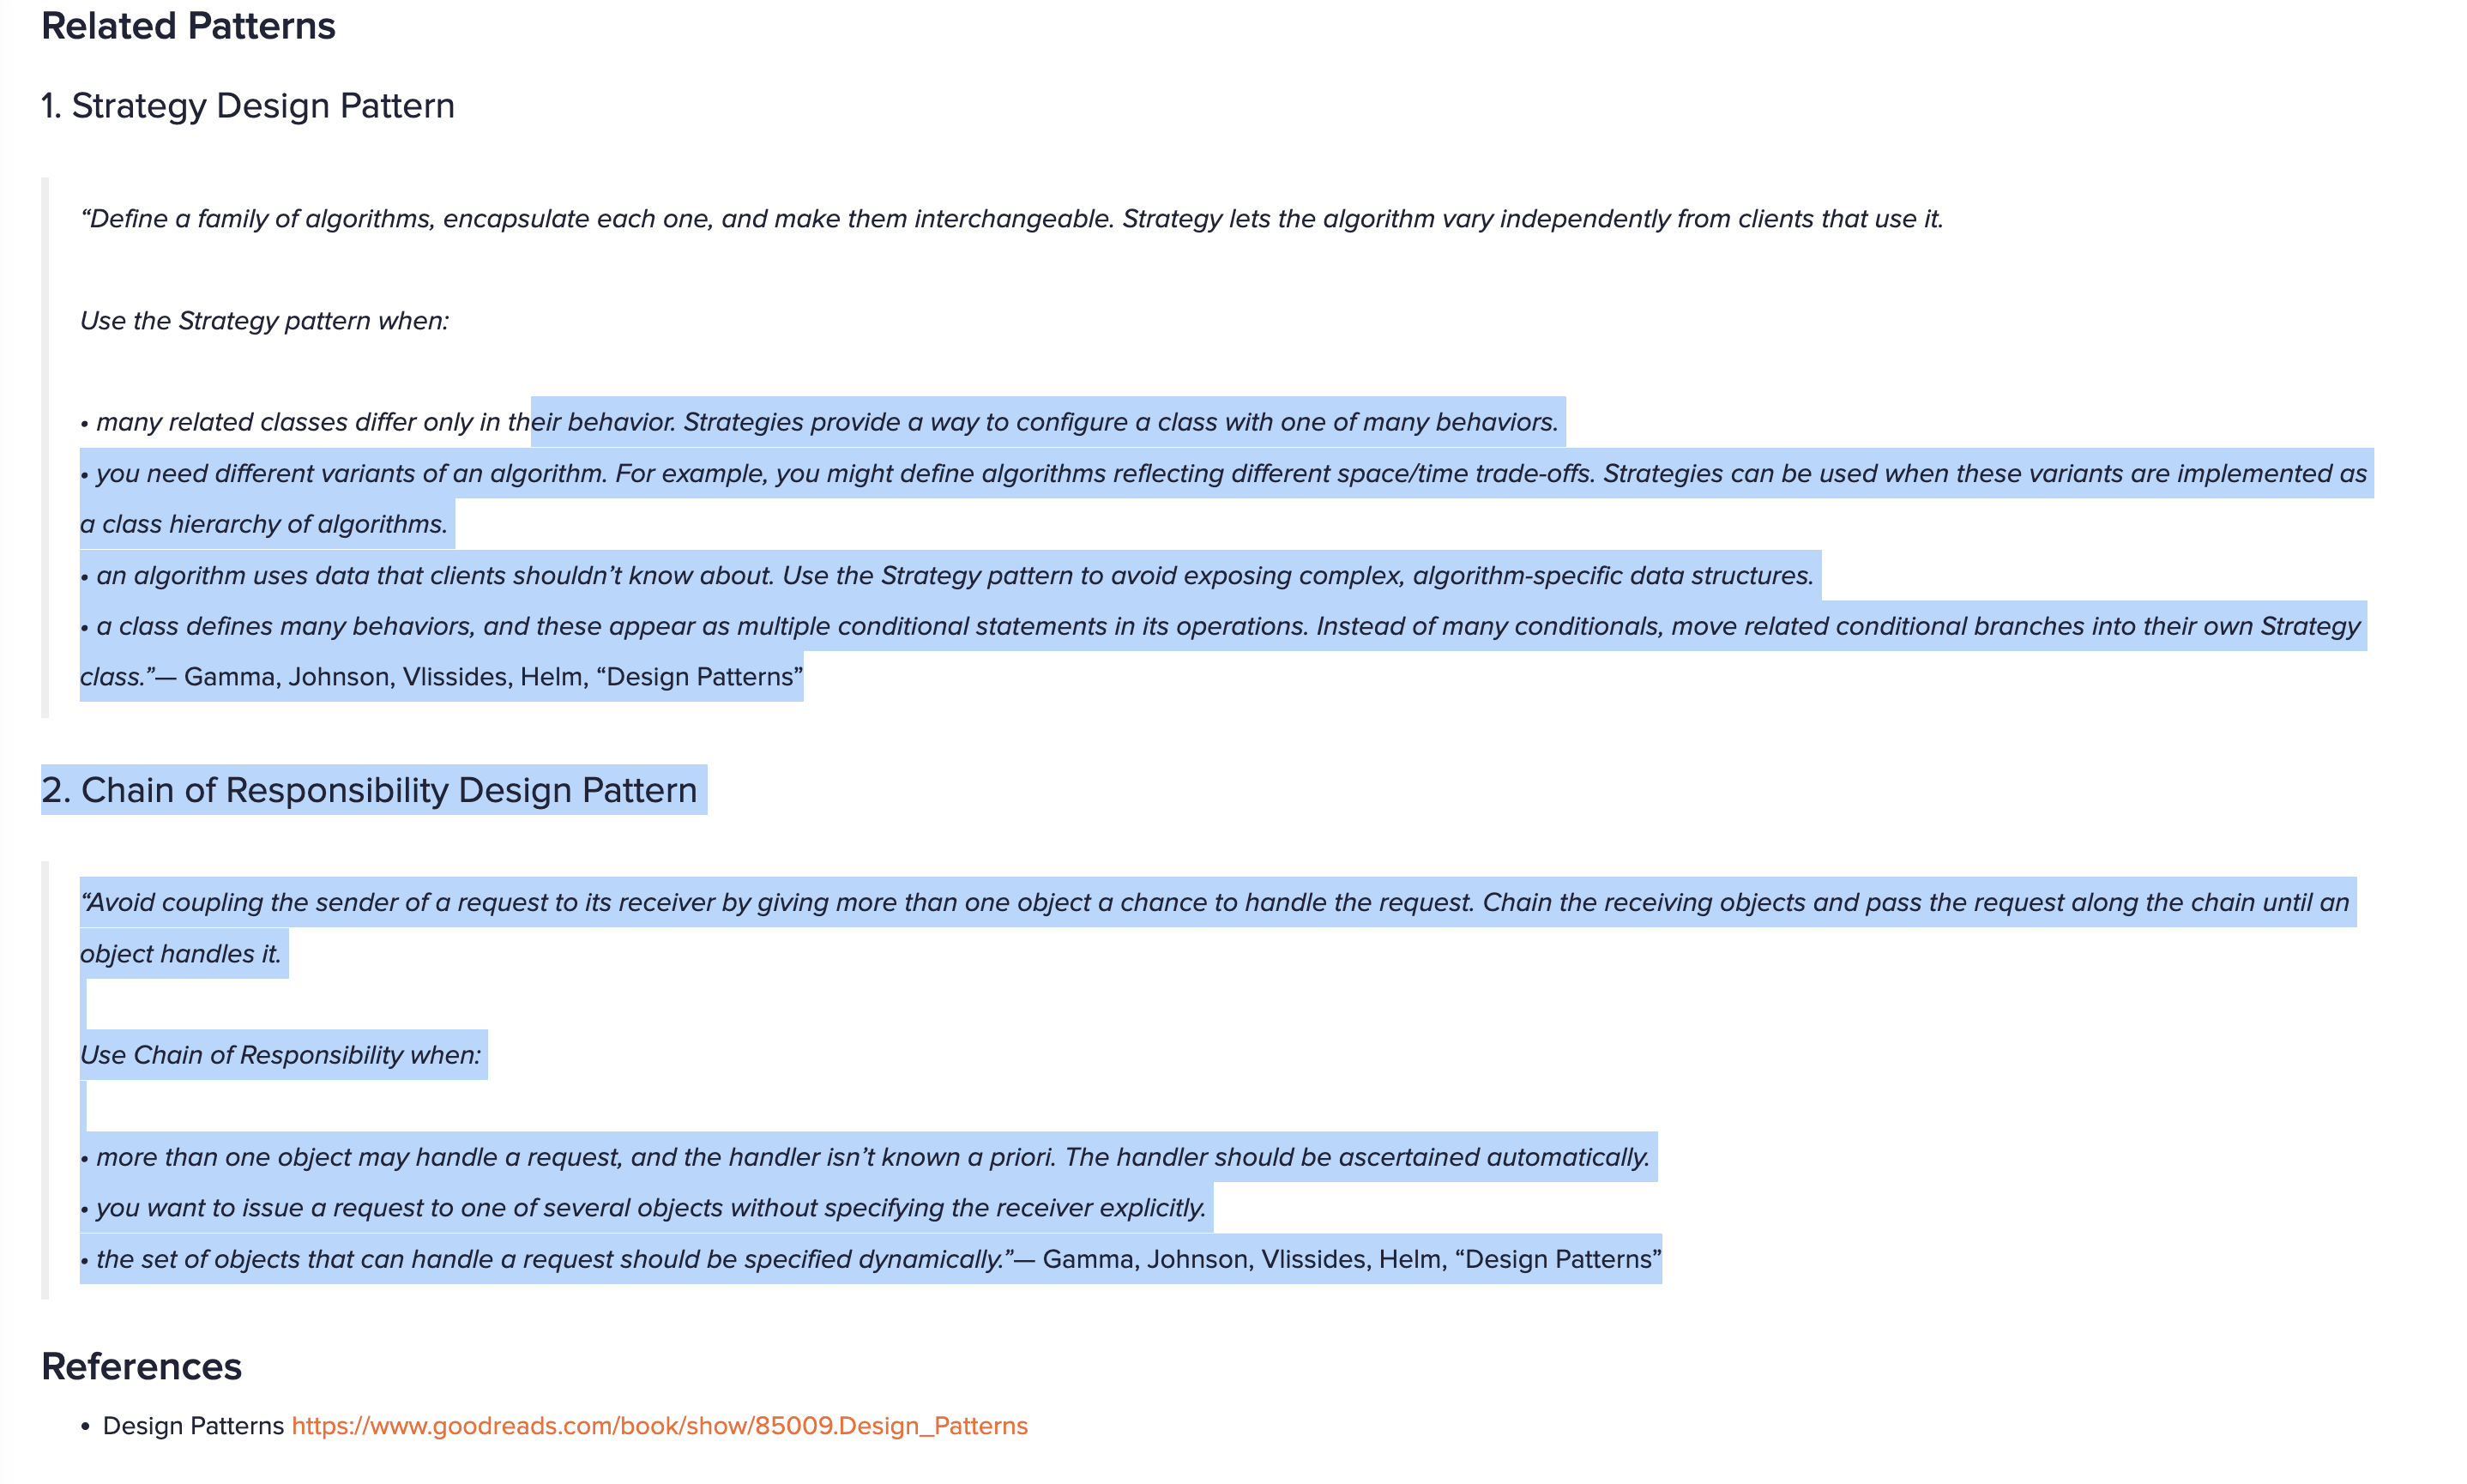 Related Patterns
1. Strategy Design Pattern
“Define a family of algorithms, encapsulate each one, and make them interchangeable. Strategy lets the algorithm vary independently from clients that use it.
Use the Strategy pattern when:
• many related classes differ only in their behavior. Strategies provide a way to configure a class with one of many behaviors.
• you need different variants of an algorithm. For example, you might define algorithms reflecting different space/time trade-offs. Strategies can be used when these variants are implemented as
a class hierarchy of algorithms.
• an algorithm uses data that clients shouldn’t know about. Use the Strategy pattern to avoid exposing complex, algorithm-specific data structures.
• a class defines many behaviors, and these appear as multiple conditional statements in its operations. Instead of many conditionals, move related conditional branches into their own Strategy
class.”— Gamma, Johnson, Vlissides, Helm, “Design Patterns”
2. Chain of Responsibility Design Pattern
“Avoid coupling the sender of a request to its receiver by giving more than one object a chance to handle the request. Chain the receiving objects and pass the request along the chain until an
object handles it.
Use Chain of Responsibility when:
• more than one object may handle a request, and the handler isn’t known a priori. The handler should be ascertained automatically.
• you want to issue a request to one of several objects without specifying the receiver explicitly.
• the set of objects that can handle a request should be specified dynamically.”— Gamma, Johnson, Vlissides, Helm, “Design Patterns”
References
• Design Patterns https://www.goodreads.com/book/show/85009.Design_Patterns